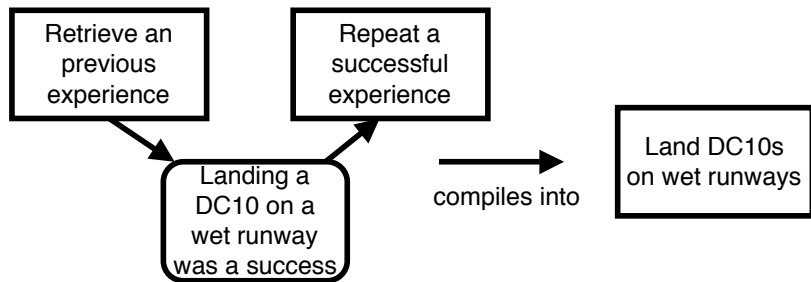 Retrieve an
previous
experience
Repeat a
successful
experience
Landing a
DC10 on a
wet runway
was a success
compiles into
Land DC10s
on wet runways